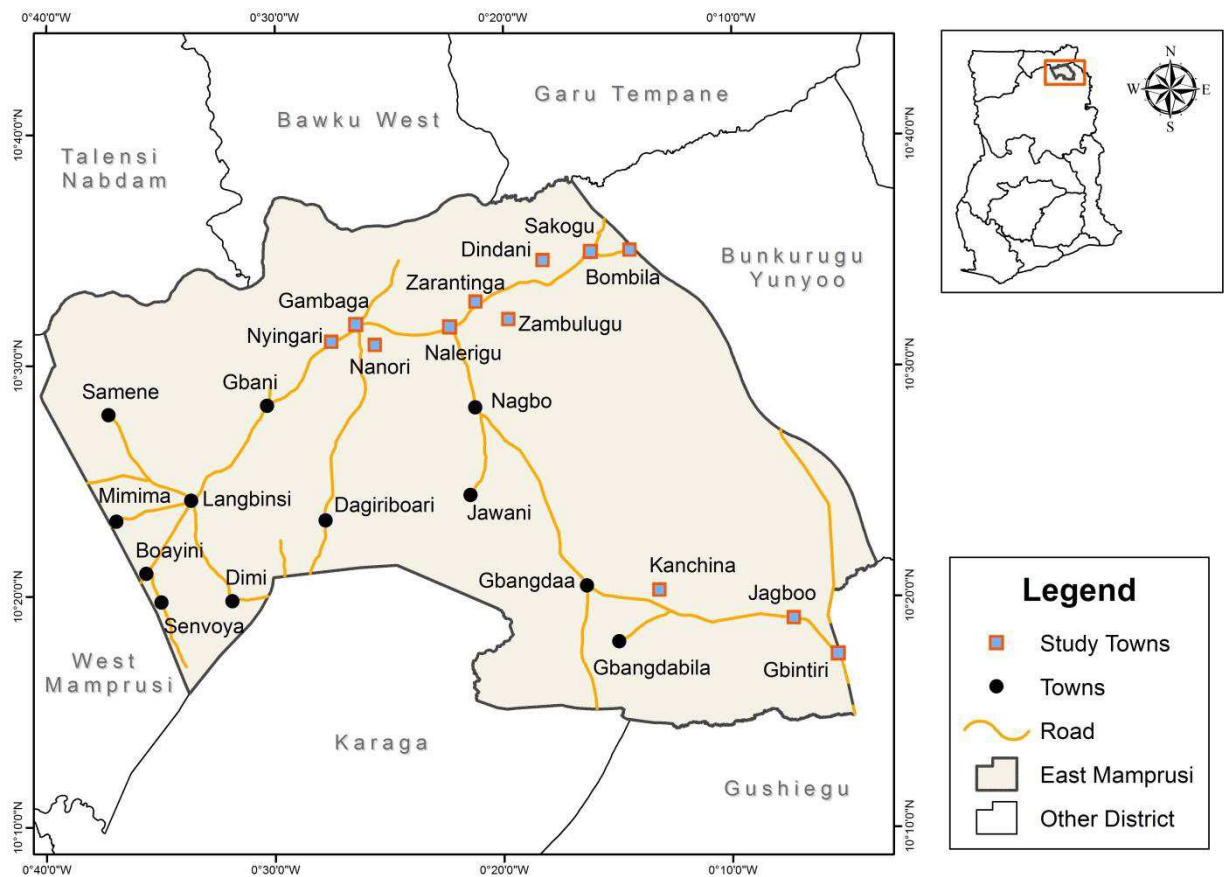 0°40'0"W
0°30'0"W
0°20'0"W
0°10'0"W
10°40'0"N
10°30'0"N
10°20'0"N
10°10'0"N
10°40'0"N
10°30'0"N
10°20'0"N
10°10'0"N
Garu Tempane
Bawku West
Talensi
Nabdam
Bunkurugu
Yunyoo
West
Mamprusi
Karaga
Gushiegu
Sakogu
Dindani
Bombila
Zarantinga
Gambaga
Zambulugu
Nyingari
Nanori
Nalerigu
Gbani
Samene
Nagbo
Mimima
Langbinsi
Dagiriboari
Jawani
Boayini
Dimi
Gbangdaa
Kanchina
Jagboo
Senvoya
Gbangdabila
Gbintiri
0°40'0"W
0°30'0"W
0°20'0"W
0°10'0"W
N
W
E
S
Legend
Study Towns
Towns
Road
East Mamprusi
Other District